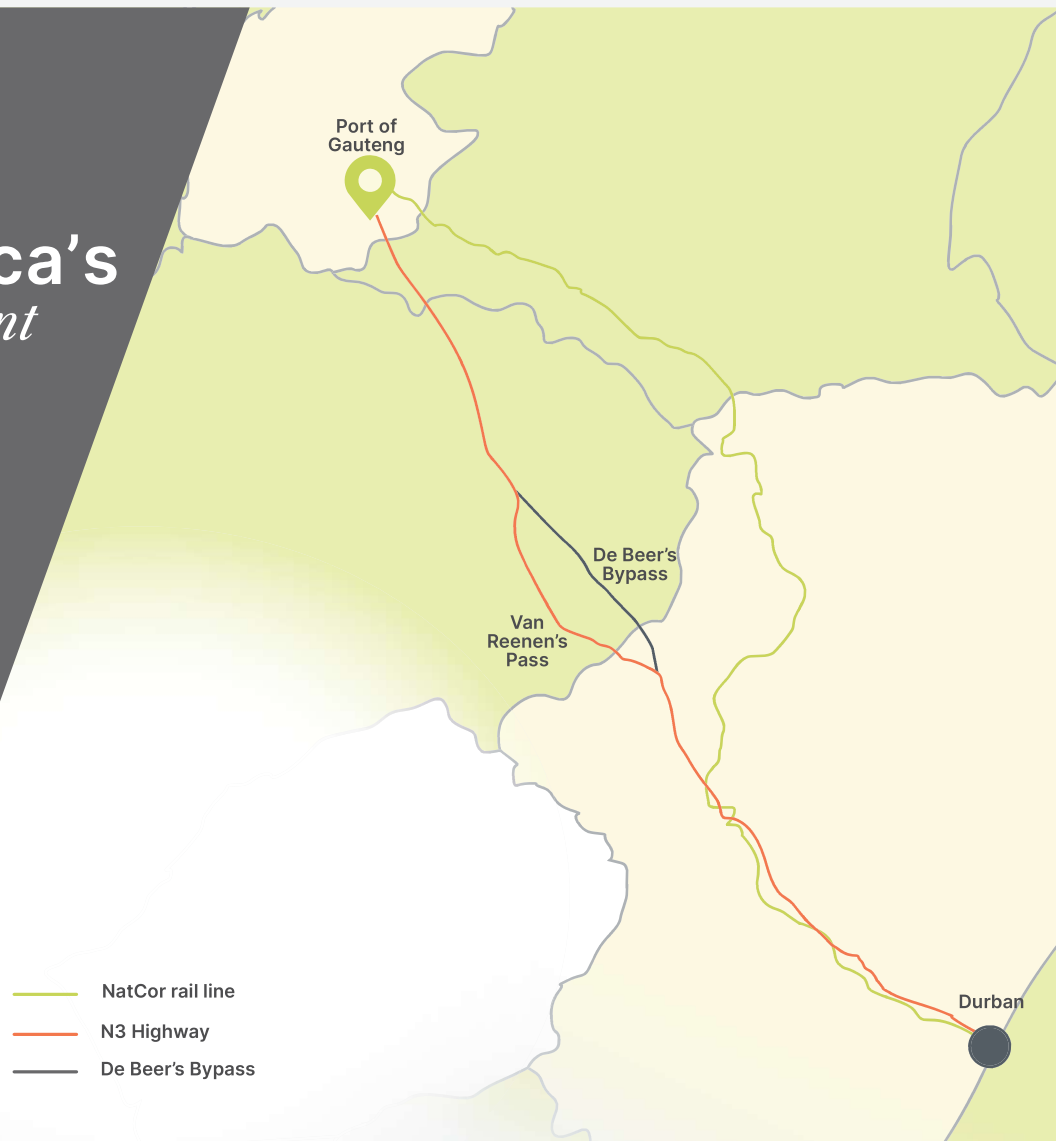 Port of
Gauteng
ca’s
nt
De Beer’s
Bypass
Van
Reenen’s
Pass
NatCor rail line
N3 Highway
De Beer’s Bypass
Durban